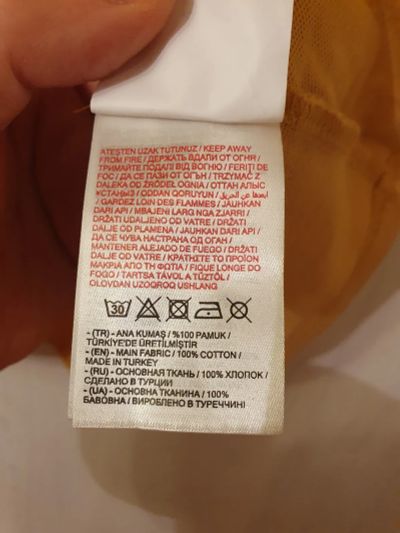 ATEŞTEN UZAK TUTUNUZ / KEEP AWAY
FROM FIRE / ДЕРЖАТЬ ВДАЛИ ОТ ОГНЯ /
ТРИМАЙТЕ ПОДАЛІ ВІД ВОГНЮ / FERIȚI DE
FOC / ДА СЕ ПАЗИ ОТ ОГЪН / TRZYMAĆ Z
DALEKA OD ŹRÓDEŁ OGNIA / ОТТАН АЛЫС
ҰСТАҢЫЗ / ODDAN QORUYUN / ابعدها عن الحريق
/ GARDEZ LOIN DES FLAMMES / JAUHKAN
DARI API / MBAJENI LARG NGA ZJARRI /
DRŽATI UDALJENO OD VATRE / DRŽATI
DALJE OD PLAMENA / JAUHKAN DARI API /
ДА СЕ ЧУВА НАСТРАНА ОД ОГАН /
MANTENER ALEJADO DE FUEGO / DRŽATI
DALJE OD VATRE / ΚΡΑΤΗΣΤΕ ΤΟ ΠΡΟΪΟΝ
ΜΑΚΡΙΑ ΑΠΟ ΤΗ ΦΩΤΙΑ / FIQUE LONGE DO
FOGO / TARTSA TÁVOL A TŰZTŐL /
OLOVDAN UZOQROQ USHLANG
30
- (TR) - ANA KUMAŞ / %100 PAMUK /
TÜRKİYE'DE ÜRETİLMİŞTİR
- (EN) - MAIN FABRIC / 100% COTTON /
MADE IN TURKEY
- (RU) - ОСНОВНАЯ ТКАНЬ / 100% ХЛОПОК /
СДЕЛАНО В ТУРЦИИ
- (UA) - ОСНОВНА ТКАНИНА / 100%
БАВОВНА / ВИРОБЛЕНО В ТУРЕЧЧИНІ